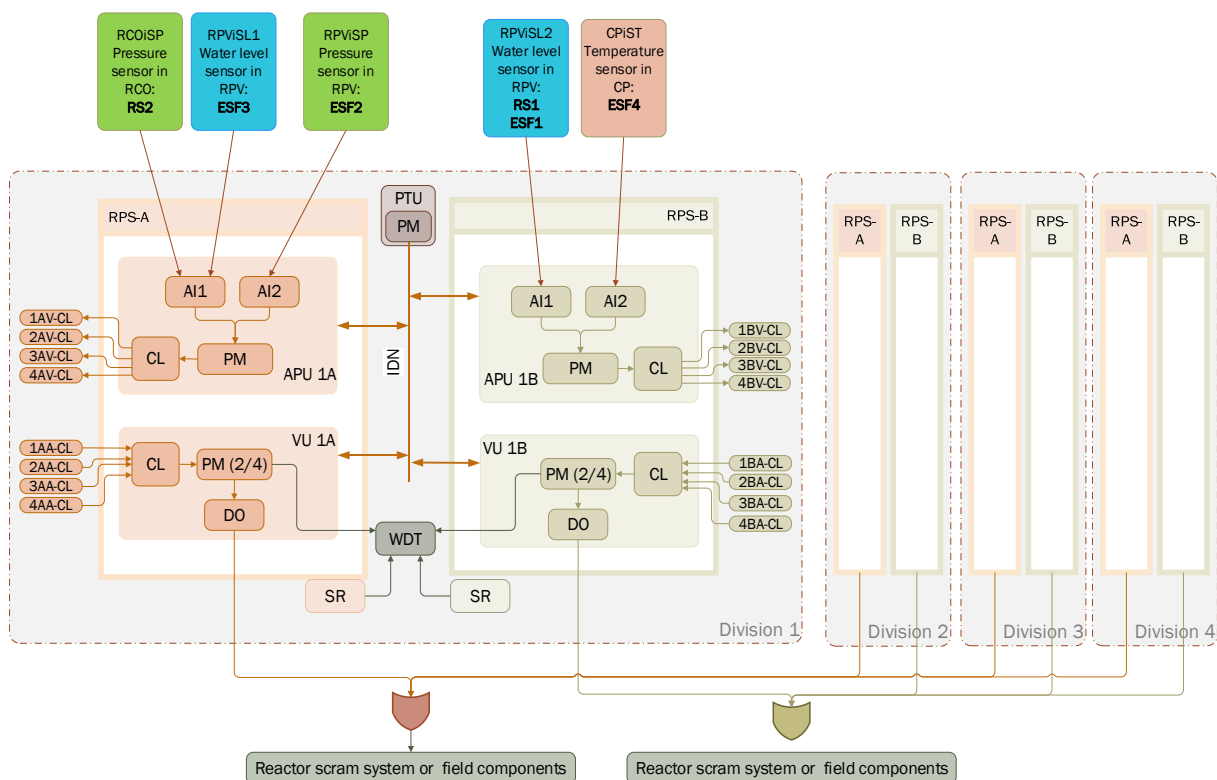 RCOiSP
Pressure
sensor in
RCO:
RS2
RPViSL1
Water level
sensor in
RPV:
ESF3
RPViSP
Pressure
sensor in
RPV:
ESF2
RPViSL2
Water level
sensor in
RPV:
RS1
ESF1
CPiST
Temperature
sensor in
CP:
ESF4
RPS-A
PTU
PM
RPS-B
AI1
AI2
CL
PM
APU 1A
1AV-CL
2AV-CL
3AV-CL
4AV-CL
IDN
AI1
AI2
PM
CL
APU 1B
1BV-CL
2BV-CL
3BV-CL
4BV-CL
VU 1A
1AA-CL
2AA-CL
3AA-CL
4AA-CL
CL
PM (2/4)
DO
VU 1B
PM (2/4)
CL
DO
1BA-CL
2BA-CL
3BA-CL
4BA-CL
WDT
SR
SR
Division 1
RPS-
A
RPS-
B
Division 2
RPS-
A
RPS-
B
Division 3
RPS-
A
RPS-
B
Division 4
Reactor scram system or field components
Reactor scram system or field components